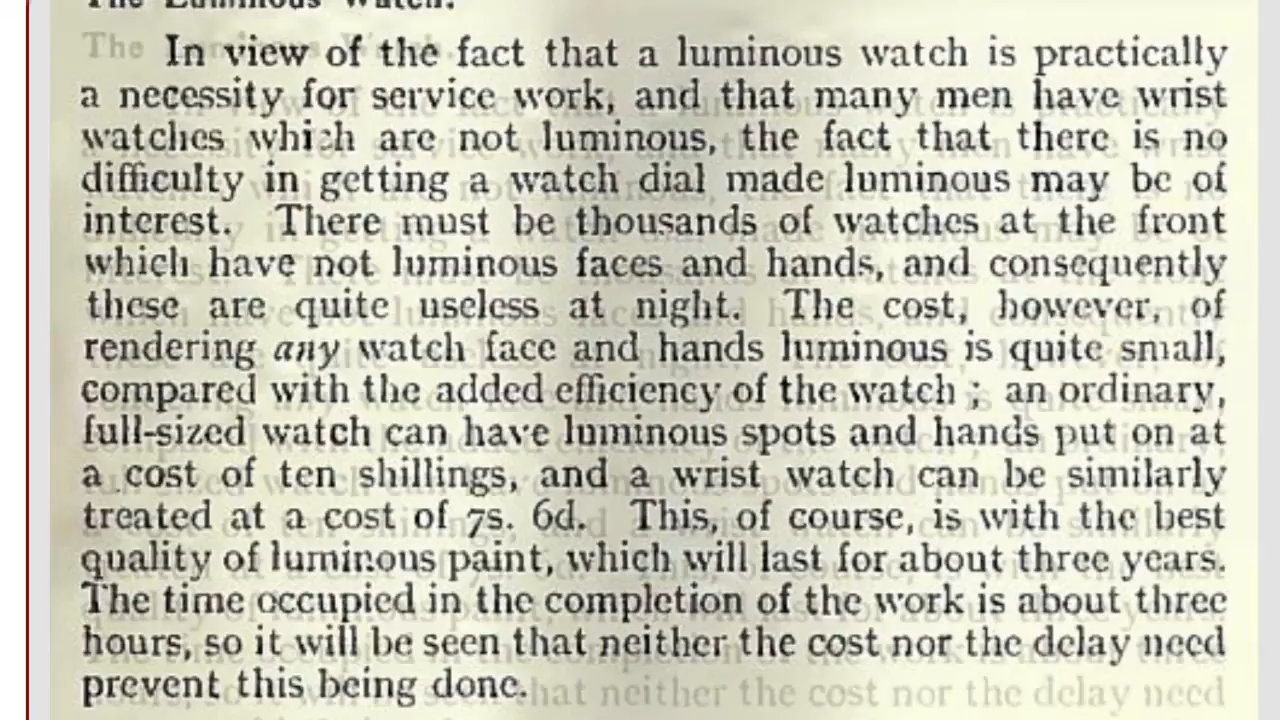 The Luminous Watch.
In view of the fact that a luminous watch is practically
a necessity for service work, and that many men have wrist
watches which are not luminous, the fact that there is no
difficulty in getting a watch dial made luminous may be of
interest. There must be thousands of watches at the front
which have not luminous faces and hands, and consequently
these are quite useless at night. The cost, however, of
rendering any watch face and hands luminous is quite small,
compared with the added efficiency of the watch ; an ordinary,
full-sized watch can have luminous spots and hands put on at
a cost of ten shillings, and a wrist watch can be similarly
treated at a cost of 7s. 6d. This, of course, is with the best
quality of luminous paint, which will last for about three years.
The time occupied in the completion of the work is about three
hours, so it will be seen that neither the cost nor the delay need
prevent this being done.